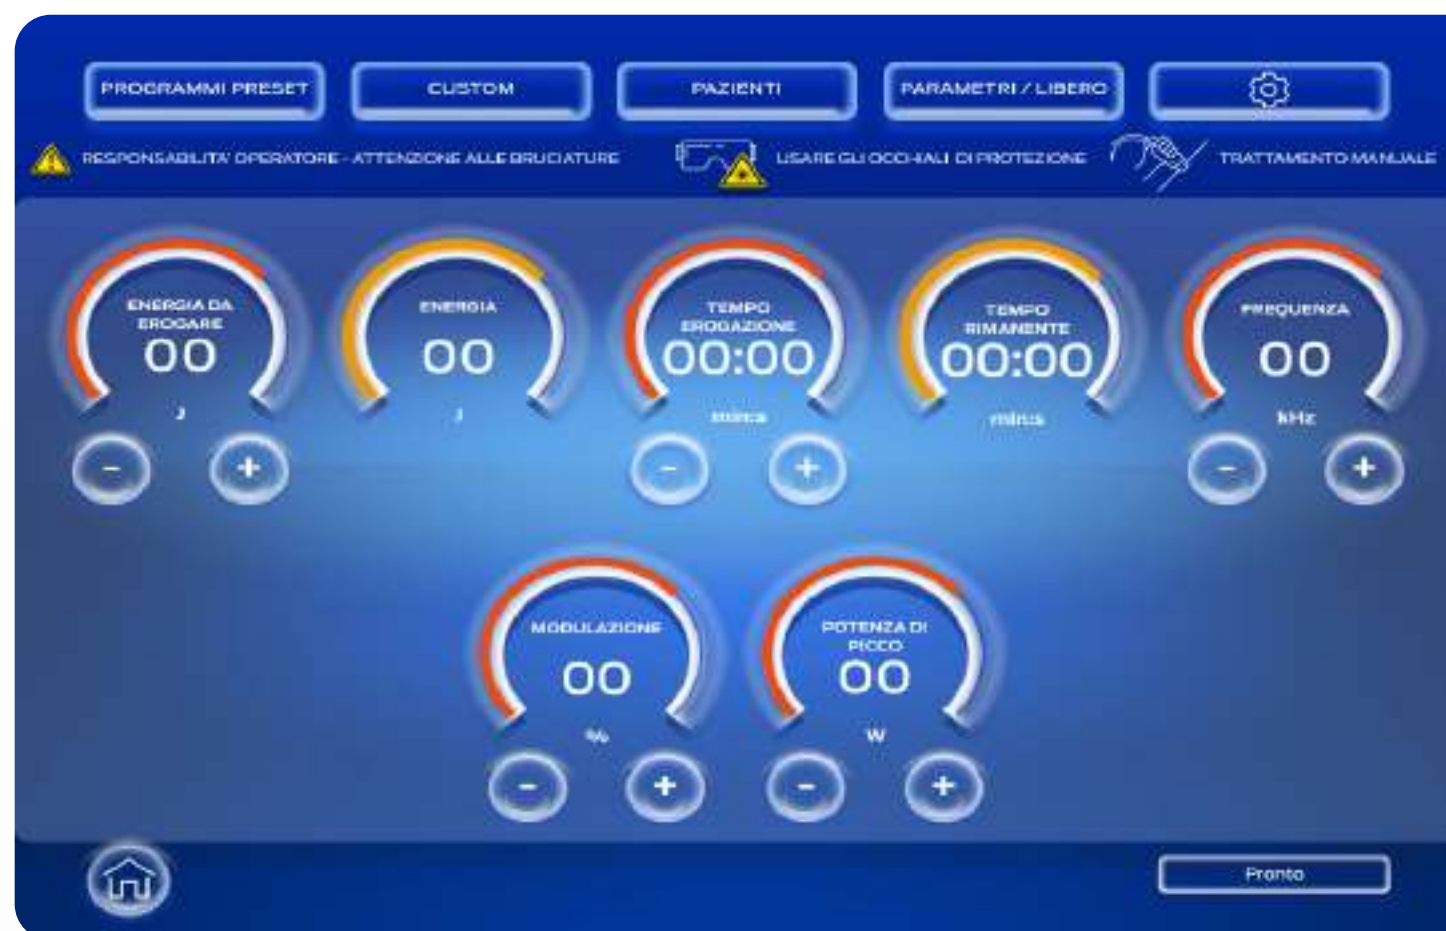 PROGRAMMI PRESET
CUSTOM
PAZIENTI
PARAMETRI / LIBERO
RESPONSABILITA' OPERATORE - ATTENZIONE ALLE BRUCIATURE
USARE GLI OCCHIALI DI PROTEZIONE
TRATTAMENTO MANUALE
ENERGIA DA
EROGARE
00
J
-
+
ENERGIA
00
J
TEMPO
EROGAZIONE
00:00
min:s
-
+
TEMPO
RIMANENTE
00:00
min:s
FREQUENZA
00
kHz
-
+
MODULAZIONE
00
%
-
+
POTENZA DI
PICCO
00
W
-
+
Pronto